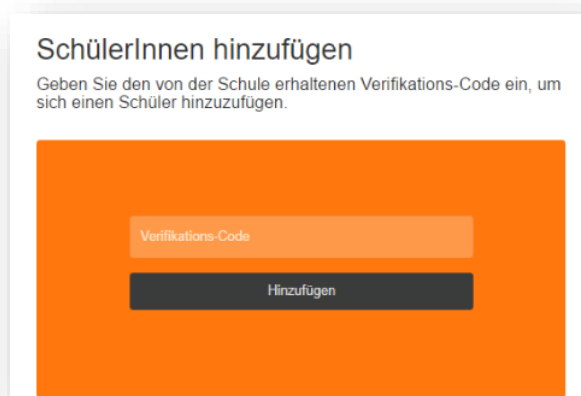 SchülerInnen hinzufügen
Geben Sie den von der Schule erhaltenen Verifikations-Code ein, um
sich einen Schüler hinzuzufügen.
Verifikations-Code
Hinzufügen